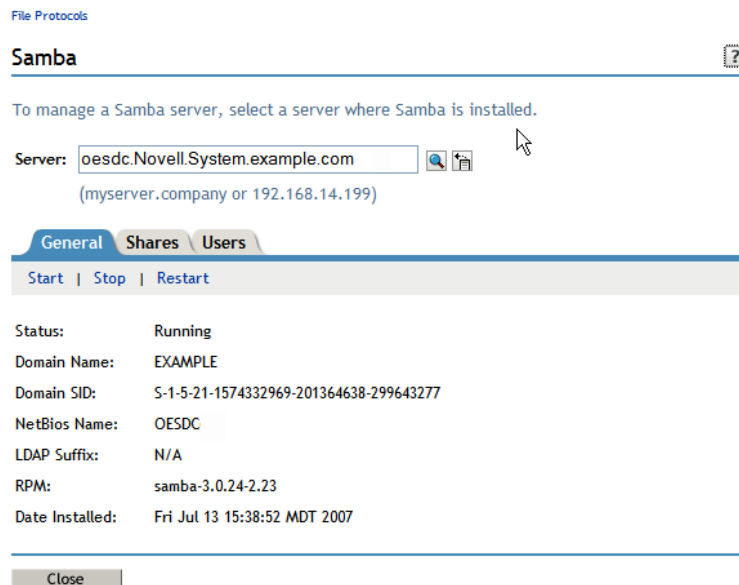 File Protocols
Samba
?
To manage a Samba server, select a server where Samba is installed.
Server: oesdc.Novell.System.example.com
(myserver.company or 192.168.14.199)
General Shares Users
Start | Stop | Restart
Status: Running
Domain Name: EXAMPLE
Domain SID: S-1-5-21-1574332969-201364638-299643277
NetBios Name: OESDC
LDAP Suffix: N/A
RPM: samba-3.0.24-2.23
Date Installed: Fri Jul 13 15:38:52 MDT 2007
Close